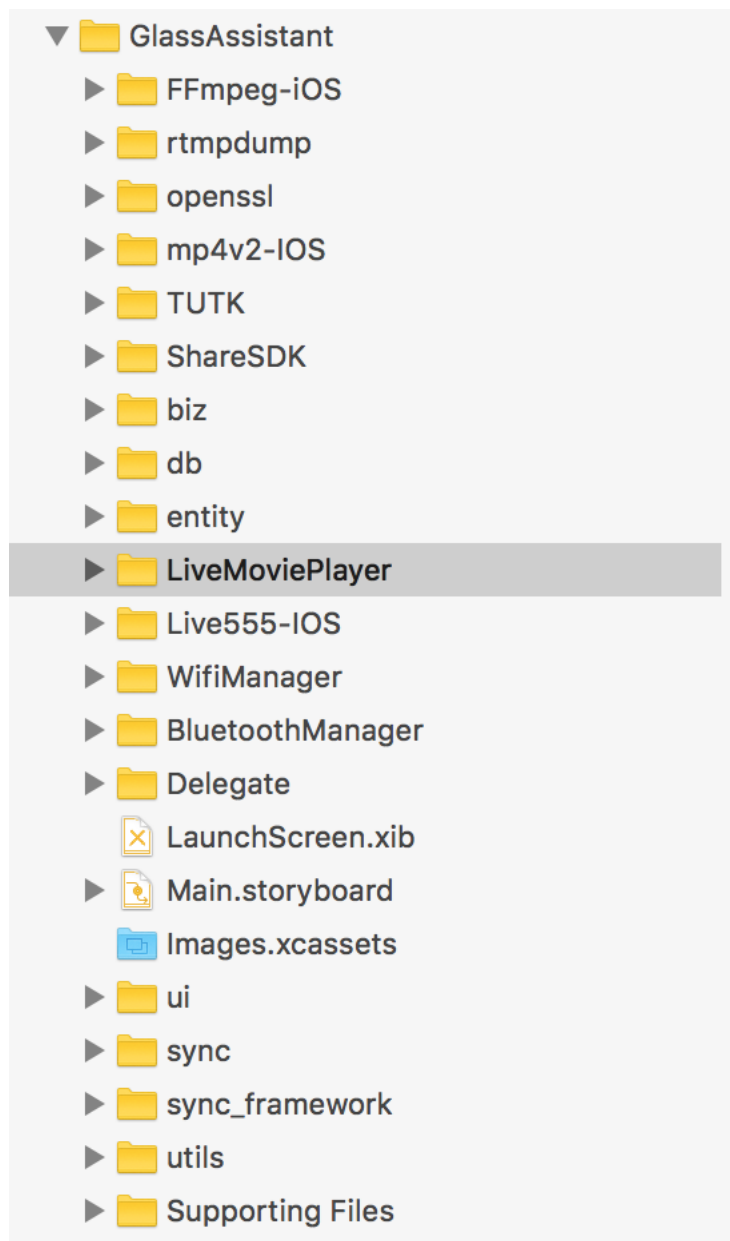 GlassAssistant
FFmpeg-iOS
rtmpdump
openssl
mp4v2-IOS
TUTK
ShareSDK
biz
db
entity
LiveMoviePlayer
Live555-IOS
WifiManager
BluetoothManager
Delegate
LaunchScreen.xib
Main.storyboard
Images.xcassets
ui
sync
sync_framework
utils
Supporting Files